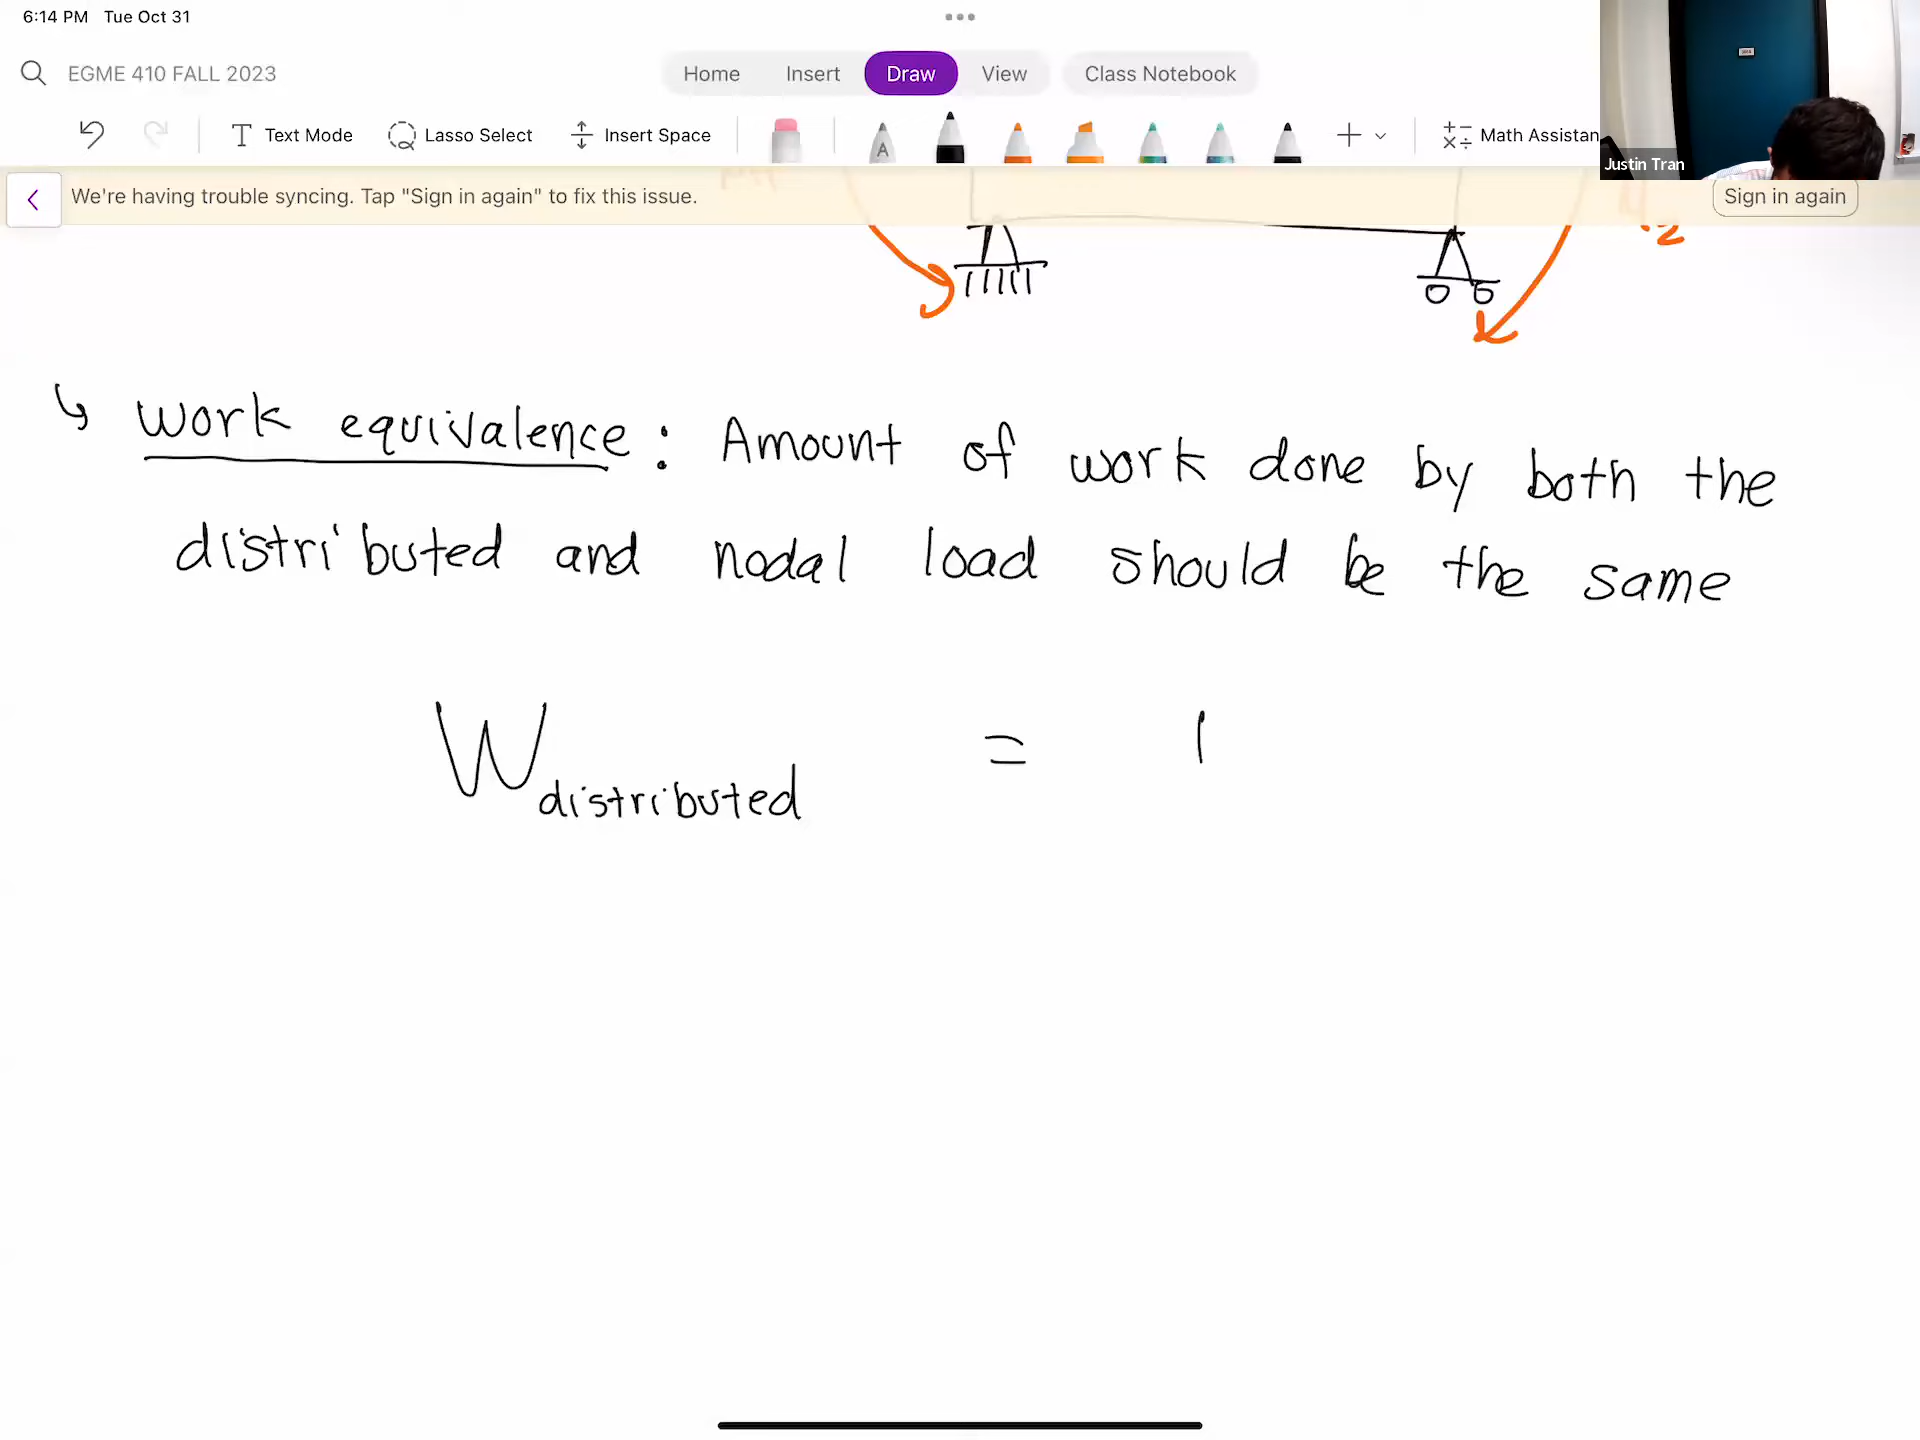 6:14 PM Tue Oct 31
EGME 410 FALL 2023
Home Insert Draw View Class Notebook
Text Mode Lasso Select Insert Space A Math Assistan
Justin Tran
We're having trouble syncing. Tap "Sign in again" to fix this issue. Sign in again
work equivalence: Amount of work done by both the
distributed and nodal load should be the same
W distributed =